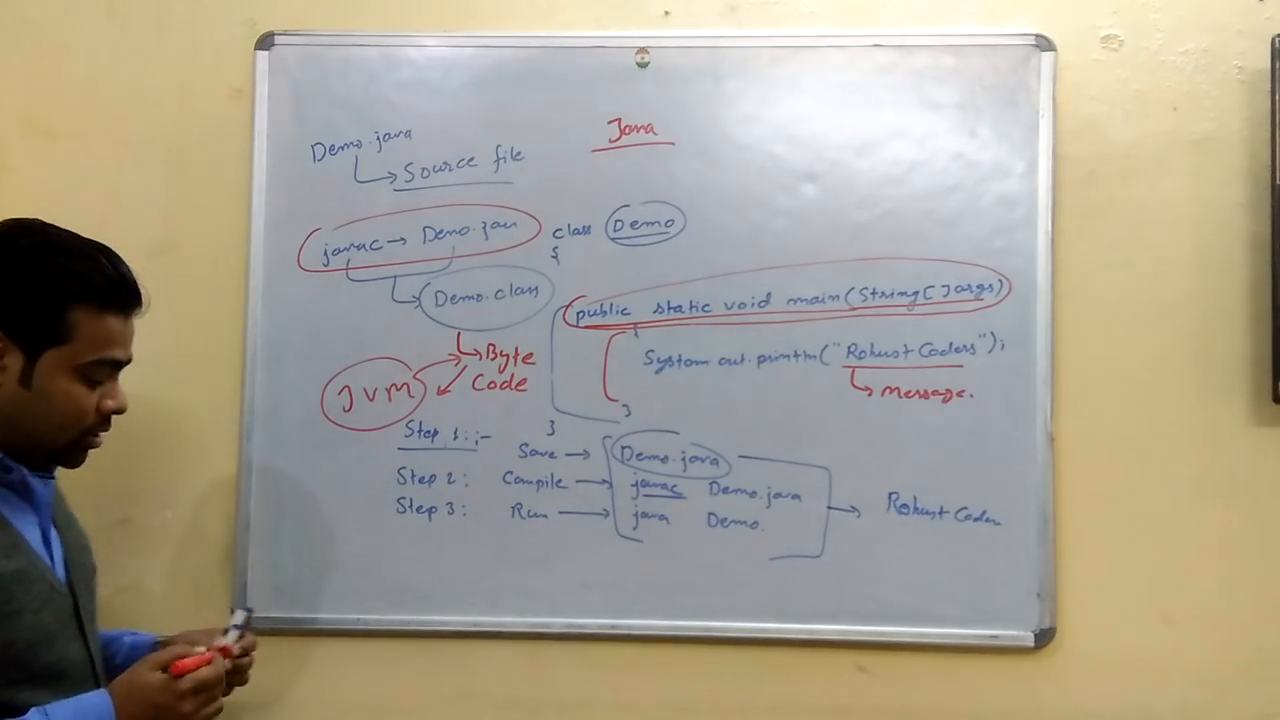 Java
Demo.java
Source file
javac → Demo.java
Demo.class
Byte
Code
JVM
class Demo
{
public static void main(String[]args)
{
System.out.println("Robust Coders");
Message.
}
}
Step 1:- Save → Demo.java
Step 2: Compile → javac Demo.java
Step 3: Run → java Demo.
Robust Coder